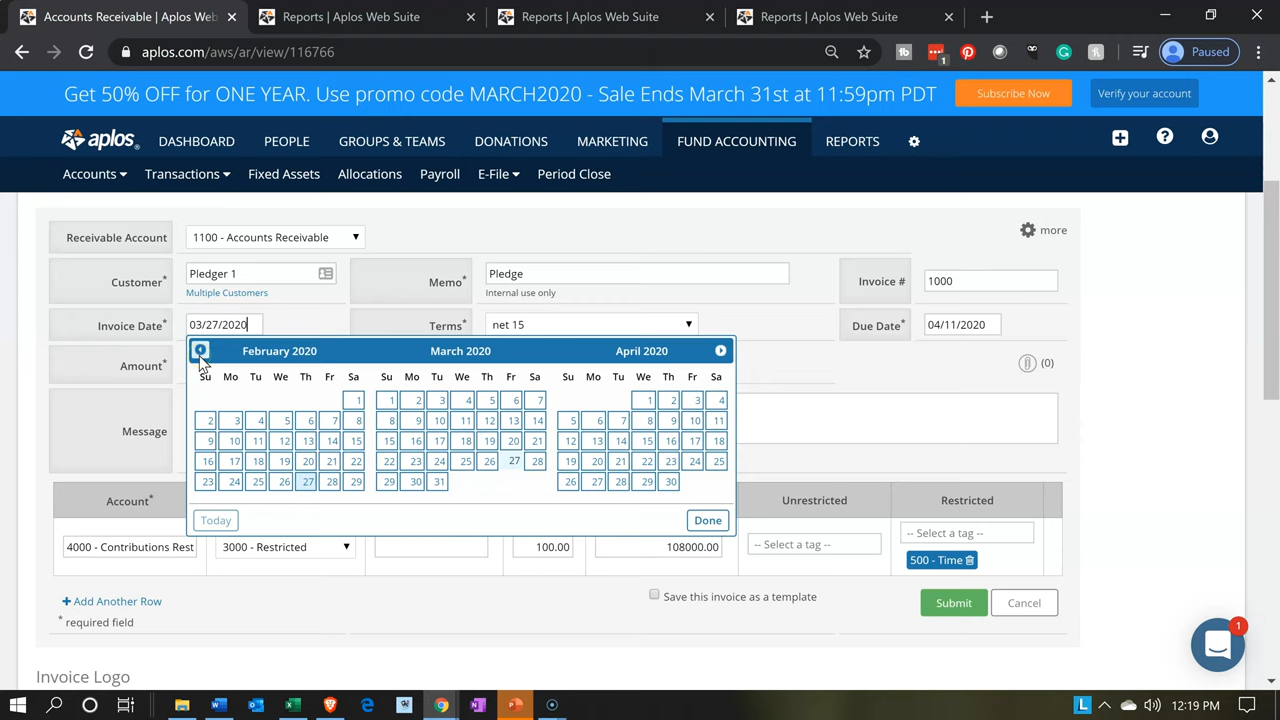 Accounts Receivable | Aplos Web
Reports | Aplos Web Suite
Reports | Aplos Web Suite
Reports | Aplos Web Suite
aplos.com/aws/ar/view/116766
1
Paused
Get 50% OFF for ONE YEAR. Use promo code MARCH2020 - Sale Ends March 31st at 11:59pm PDT
Subscribe Now
Verify your account
aplos
DASHBOARD PEOPLE GROUPS & TEAMS DONATIONS MARKETING FUND ACCOUNTING REPORTS
Accounts Transactions Fixed Assets Allocations Payroll E-File Period Close
Receivable Account
1100 - Accounts Receivable
more
Customer*
Pledger 1
Multiple Customers
Memo*
Pledge
Internal use only
Invoice #
1000
Invoice Date*
03/27/2020
Terms*
net 15
Due Date*
04/11/2020
Amount*
(0)
Message
February 2020 March 2020 April 2020
Su Mo Tu We Th Fr Sa Su Mo Tu We Th Fr Sa Su Mo Tu We Th Fr Sa
1 1 2 3 4 5 6 7 1 2 3 4
2 3 4 5 6 7 8 8 9 10 11 12 13 14 5 6 7 8 9 10 11
9 10 11 12 13 14 15 15 16 17 18 19 20 21 12 13 14 15 16 17 18
16 17 18 19 20 21 22 22 23 24 25 26 27 28 19 20 21 22 23 24 25
23 24 25 26 27 28 29 29 30 31 26 27 28 29 30
Today
Done
Account*
Unrestricted
Restricted
4000 - Contributions Rest
3000 - Restricted
100.00
108000.00
-- Select a tag --
-- Select a tag --
500 - Time
+ Add Another Row
* required field
Save this invoice as a template
Submit
Cancel
Invoice Logo
1
12:19 PM